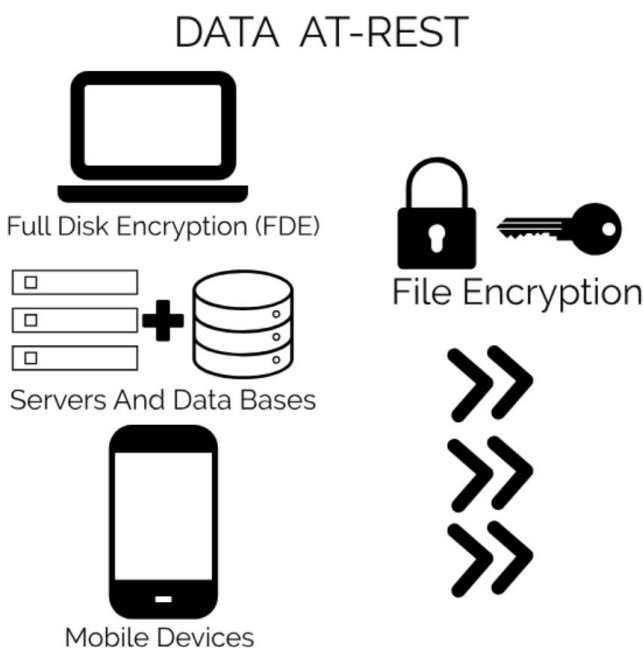 DATA AT-REST
Full Disk Encryption (FDE)
File Encryption
Servers And Data Bases
Mobile Devices